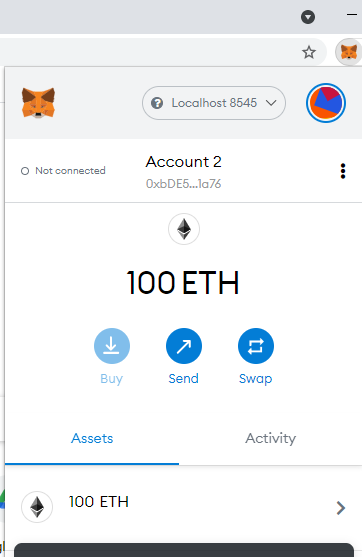 Localhost 8545
Not connected
Account 2
0xbDE5...1a76
100 ETH
Buy
Send
Swap
Assets
Activity
100 ETH